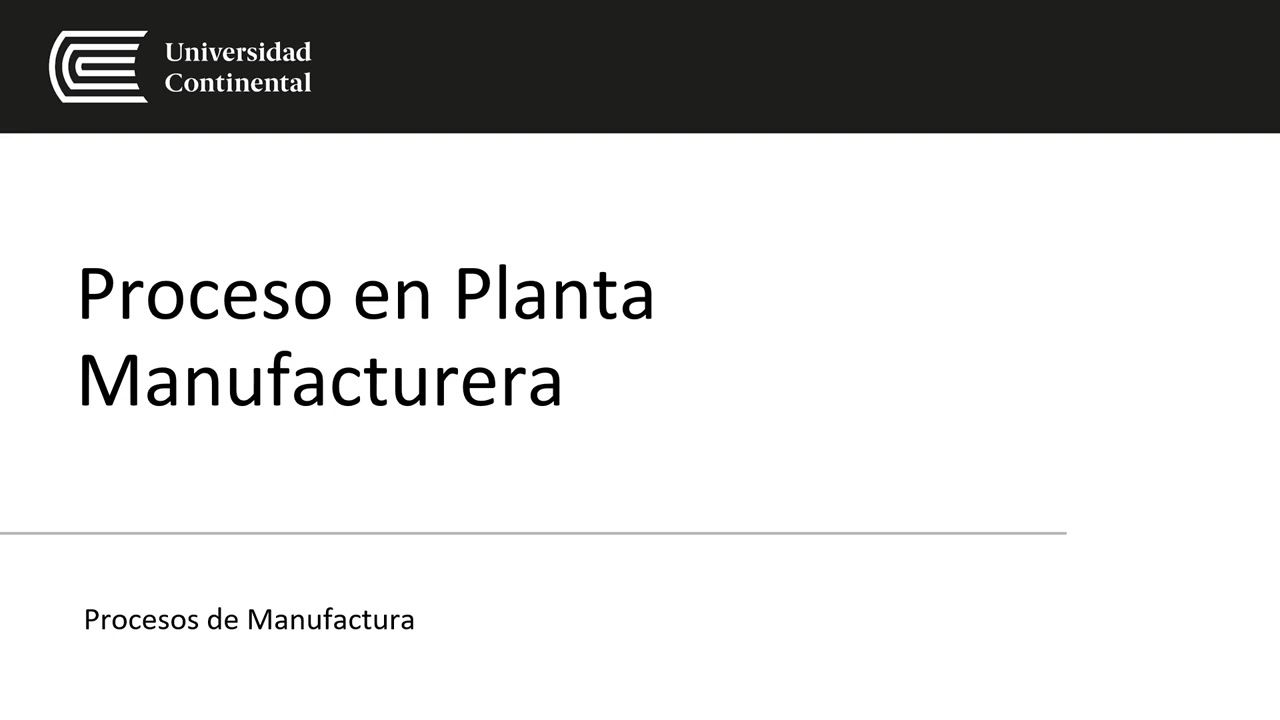 Universidad
Continental
Proceso en Planta
Manufacturera
Procesos de Manufactura